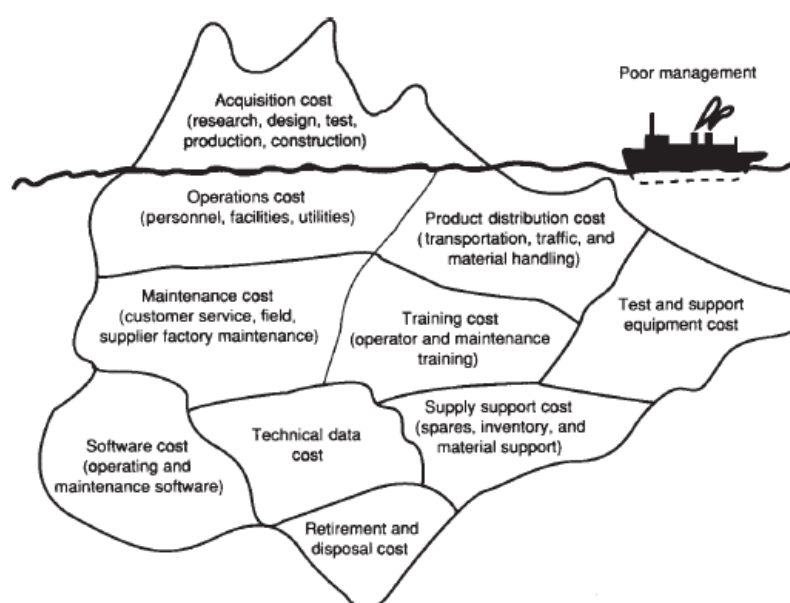 Poor management
Acquisition cost
(research, design, test,
production, construction)
Operations cost
(personnel, facilities, utilities)
Product distribution cost
(transportation, traffic, and
material handling)
Maintenance cost
(customer service, field,
supplier factory maintenance)
Training cost
(operator and maintenance
training)
Test and support
equipment cost
Software cost
(operating and
maintenance software)
Technical data
cost
Supply support cost
(spares, inventory, and
material support)
Retirement and
disposal cost